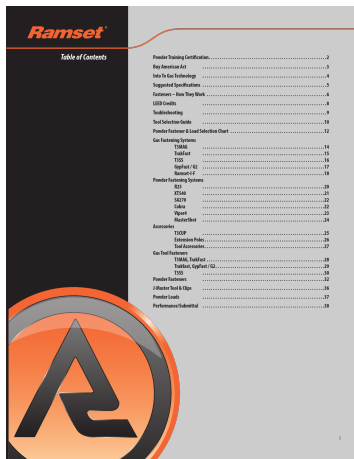 Ramset
Table of Contents
Powder Training Certification 2
Buy American Act 3
Into To Gas Technology 4
Suggested Specifications 5
Fasteners – How They Work 6
LEED Credits 8
Toubleshooting 9
Tool Selection Guide 10
Powder Fastener & Load Selection Chart 12
Gas Fastening Systems
T3MAG 14
TrakFast 15
T3SS 16
GypFast / G2 17
Ramset-I-F 18
Powder Fastening Systems
R25 20
XT540 21
SA270 22
Cobra 22
Viper4 23
MasterShot 24
Accessories
T3CUP 25
Extension Poles 26
Tool Accessories 27
Gas Tool Fasteners
T3MAG, TrakFast 28
Trakfast, GypFast / G2 29
T3SS 30
Powder Fasteners 32
J-Master Tool & Clips 36
Powder Loads 37
Performance/Submittal 38
1